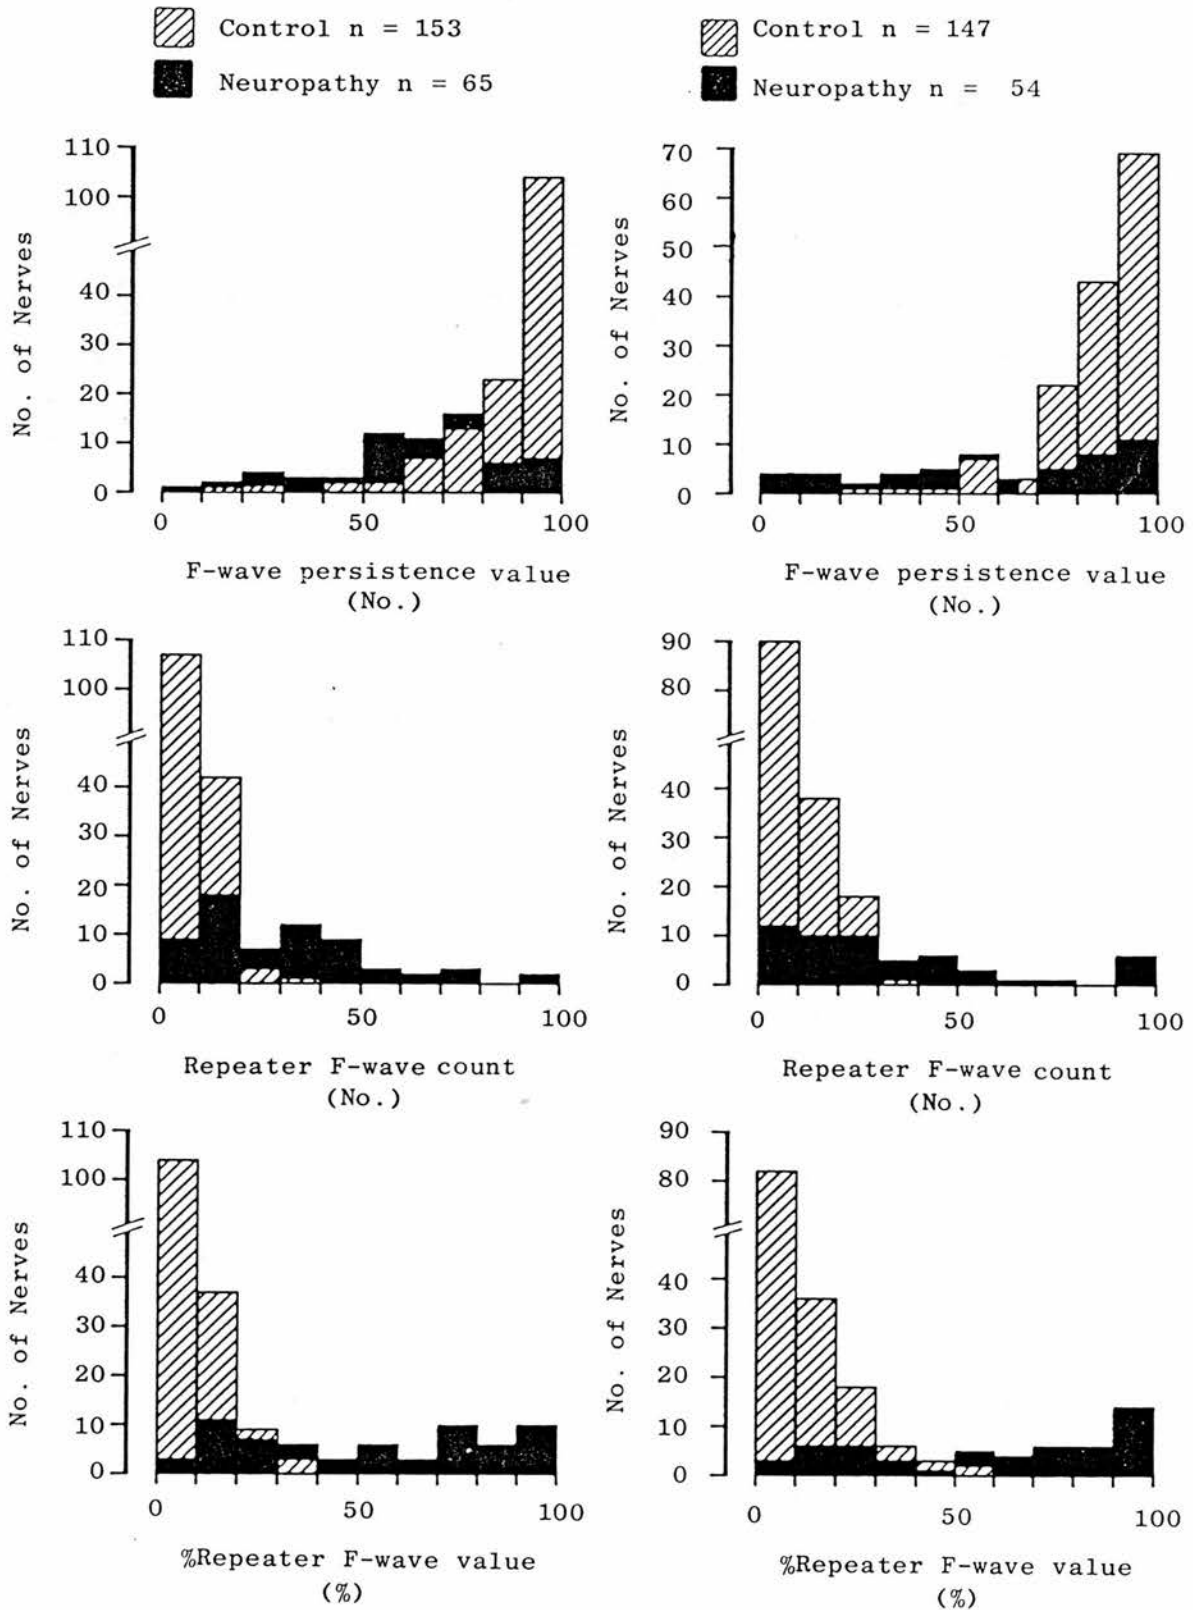 Control n = 153
Neuropathy n = 65
Control n = 147
Neuropathy n = 54
No. of Nerves
110
100
40
30
20
10
0
0 50 100
F-wave persistence value
(No.)
No. of Nerves
70
60
50
40
30
20
10
0
0 50 100
F-wave persistence value
(No.)
No. of Nerves
110
100
40
30
20
10
0
0 50 100
Repeater F-wave count
(No.)
No. of Nerves
90
80
40
30
20
10
0
0 50 100
Repeater F-wave count
(No.)
No. of Nerves
110
100
40
30
20
10
0
0 50 100
%Repeater F-wave value
(%)
No. of Nerves
90
80
40
30
20
10
0
0 50 100
%Repeater F-wave value
(%)